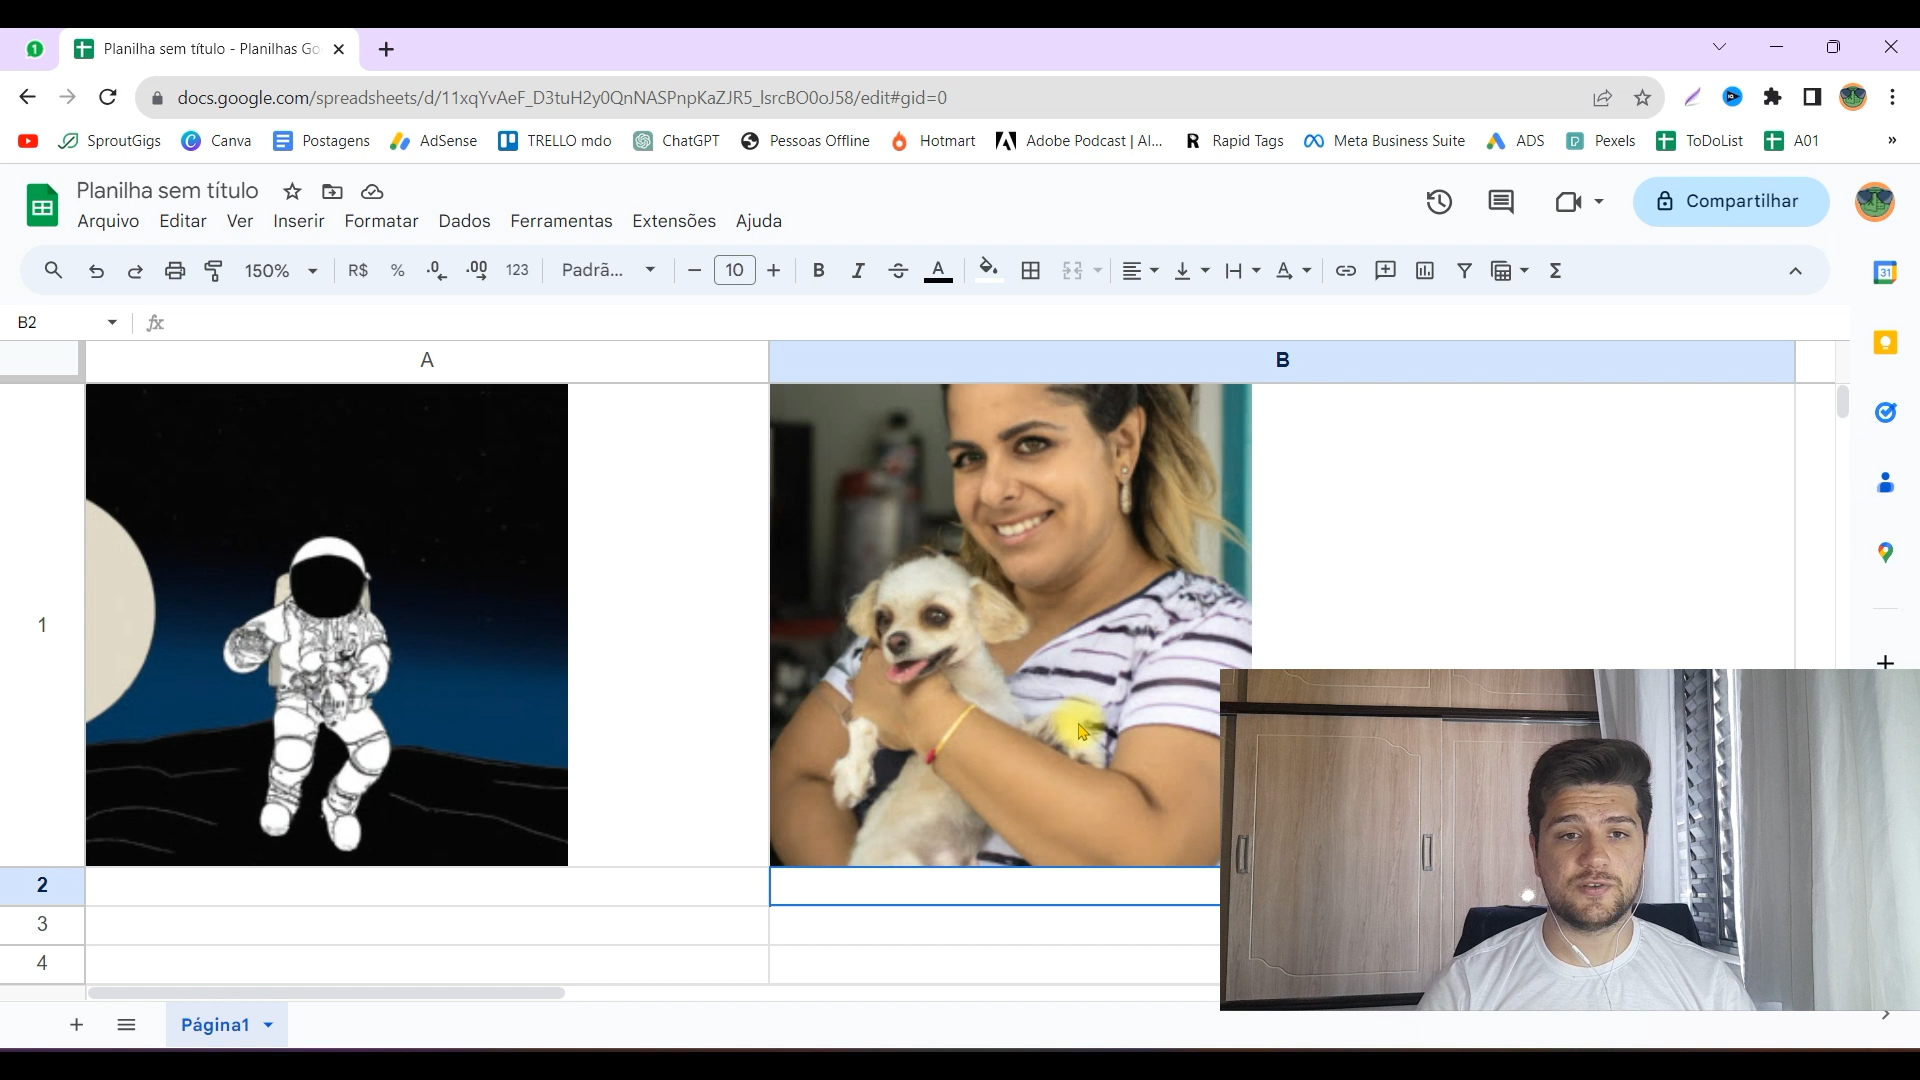 1
Planilha sem título - Planilhas Go
docs.google.com/spreadsheets/d/11xqYvAeF_D3tuH2y0QnNASPnpKaZJR5_lsrcBO0oJ58/edit#gid=0
SproutGigs Canva Postagens AdSense TRELLO mdo ChatGPT Pessoas Offline Hotmart Adobe Podcast | AI... Rapid Tags Meta Business Suite ADS Pexels ToDoList A01 »
Planilha sem título
Arquivo Editar Ver Inserir Formatar Dados Ferramentas Extensões Ajuda
Compartilhar
150% R$ % .0 .00 123 Padrã... 10 B I S A Σ
31
B2 fx
A B
1
2
3
4
Página1